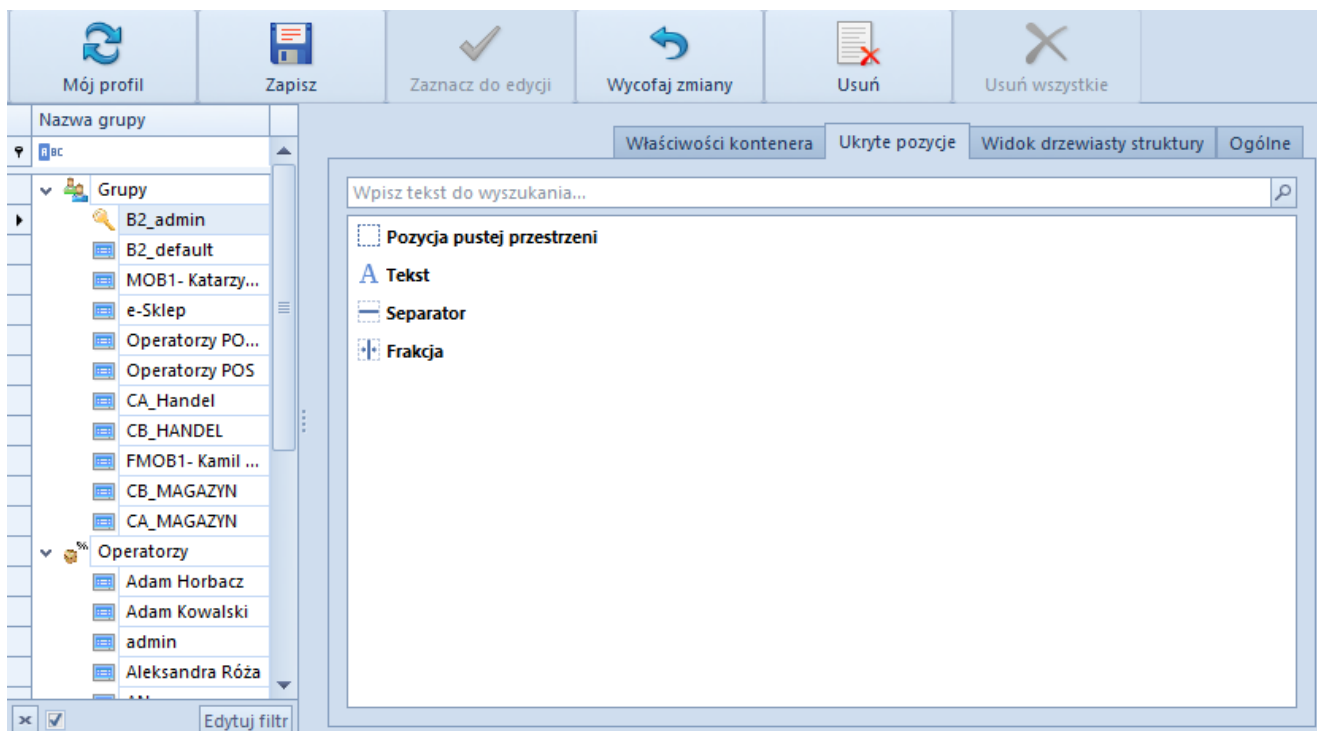 Mój profil
Zapisz
Zaznacz do edycji
Wycofaj zmiany
Usuń
Usuń wszystkie
Nazwa grupy
ABC
Grupy
B2_admin
B2_default
MOB1- Katarzy...
e-Sklep
Operatorzy PO...
Operatorzy POS
CA_Handel
CB_HANDEL
FMOB1- Kamil ...
CB_MAGAZYN
CA_MAGAZYN
Operatorzy
Adam Horbacz
Adam Kowalski
admin
Aleksandra Róża
Edytuj filtr
Właściwości kontenera
Ukryte pozycje
Widok drzewiasty struktury
Ogólne
Wpisz tekst do wyszukania...
Pozycja pustej przestrzeni
A Tekst
Separator
Frakcja